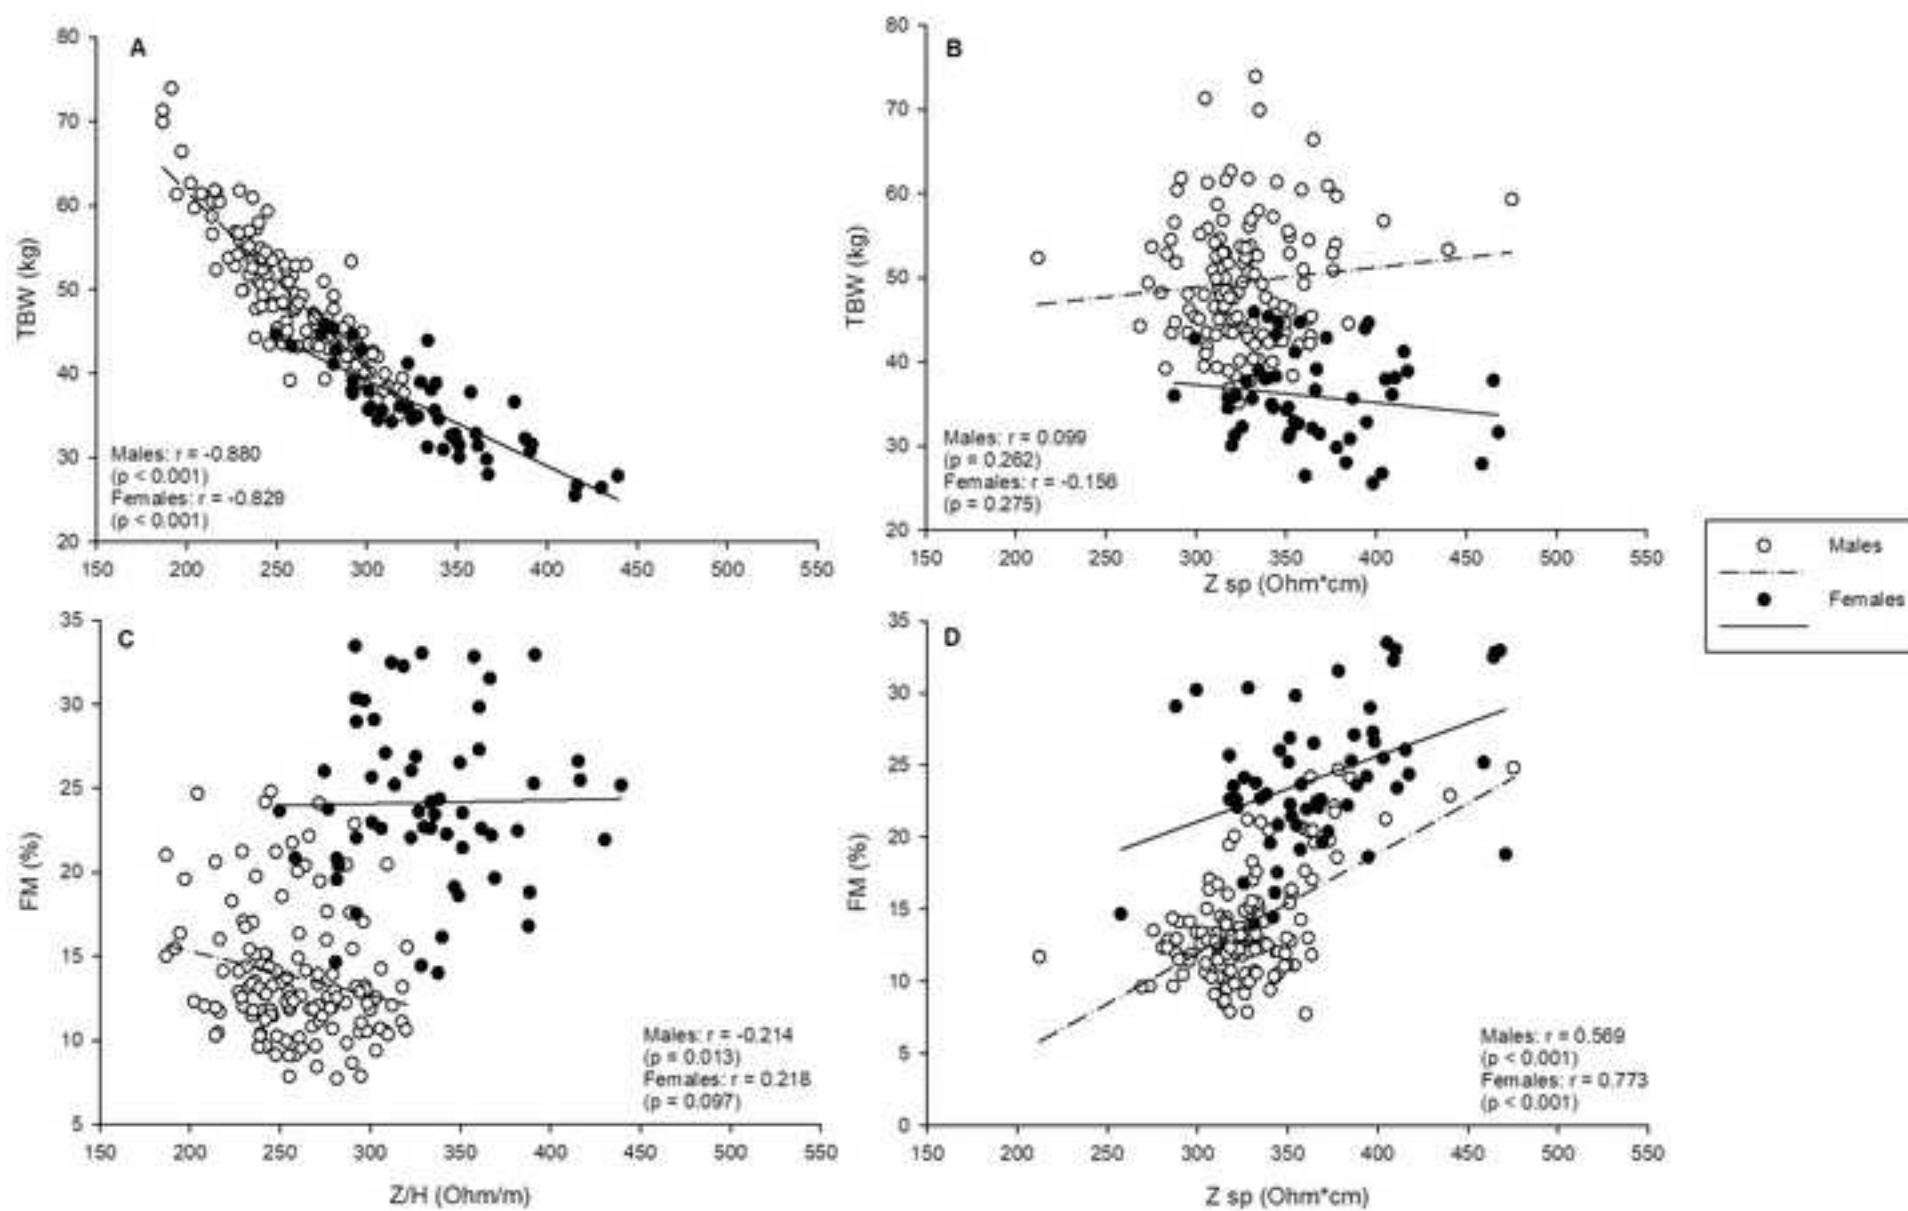 A
80
70
60
50
40
30
20
TBW (kg)
Males: r = -0.880
(p < 0.001)
Females: r = -0.829
(p < 0.001)
150 200 250 300 350 400 450 500 550
B
80
70
60
50
40
30
20
TBW (kg)
Males: r = 0.099
(p = 0.262)
Females: r = -0.156
(p = 0.275)
150 200 250 300 350 400 450 500 550
Z sp (Ohm*cm)
Males
Females
C
35
30
25
20
15
10
5
FM (%)
Males: r = -0.214
(p = 0.013)
Females: r = 0.218
(p = 0.097)
150 200 250 300 350 400 450 500 550
Z/H (Ohm/m)
D
35
30
25
20
15
10
5
0
FM (%)
Males: r = 0.569
(p < 0.001)
Females: r = 0.773
(p < 0.001)
150 200 250 300 350 400 450 500 550
Z sp (Ohm*cm)